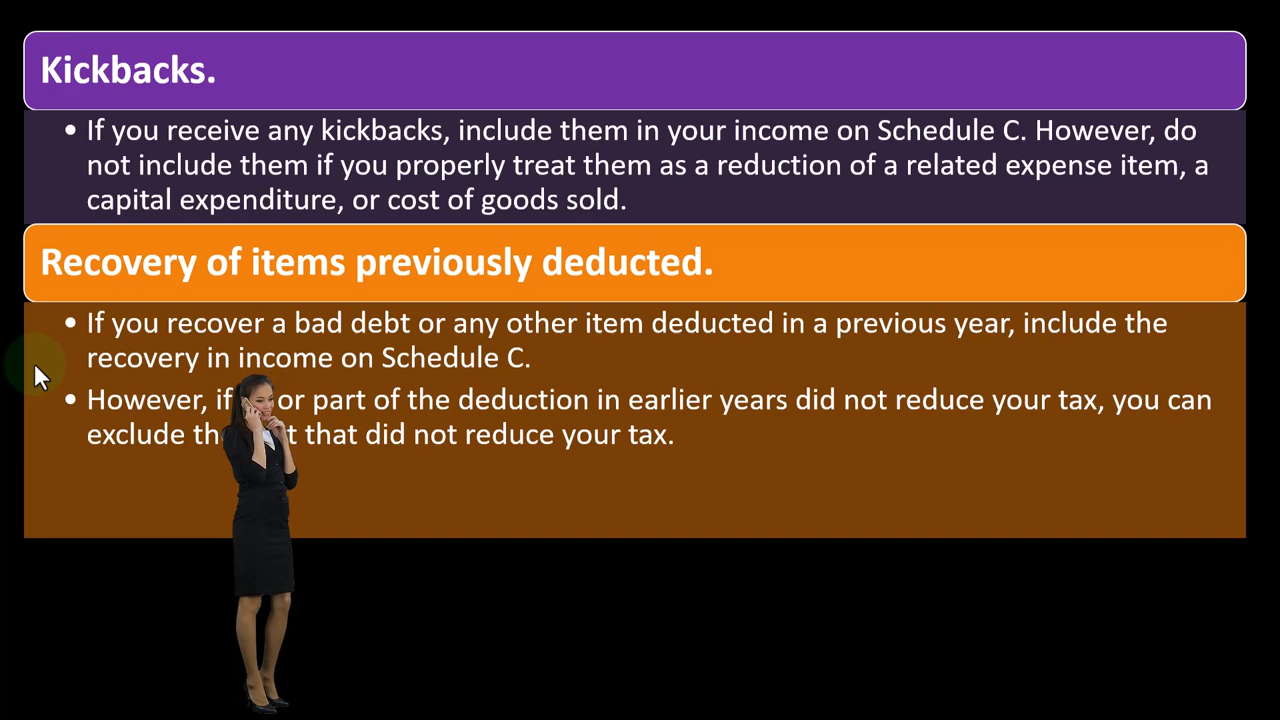 Kickbacks.
• If you receive any kickbacks, include them in your income on Schedule C. However, do
not include them if you properly treat them as a reduction of a related expense item, a
capital expenditure, or cost of goods sold.
Recovery of items previously deducted.
• If you recover a bad debt or any other item deducted in a previous year, include the
recovery in income on Schedule C.
• However, if or part of the deduction in earlier years did not reduce your tax, you can
exclude that did not reduce your tax.